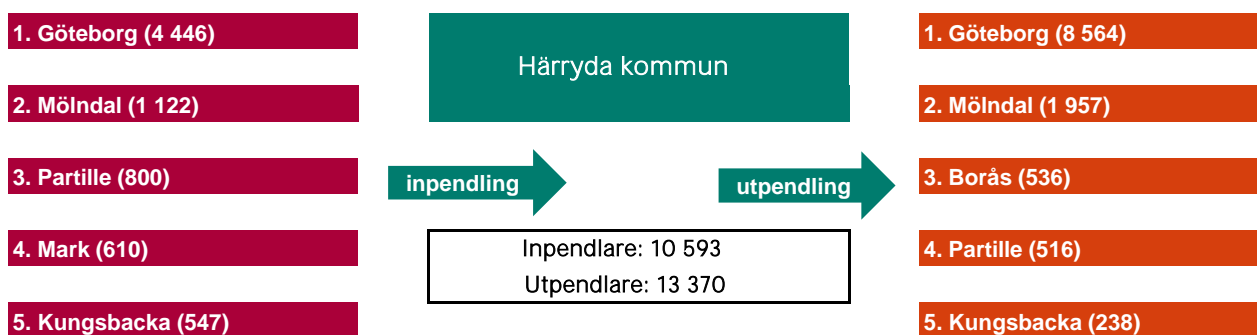 1. Göteborg (4 446)
2. Mölndal (1 122)
3. Partille (800)
4. Mark (610)
5. Kungsbacka (547)
Härryda kommun
inpendling
utpendling
Inpendlare: 10 593
Utpendlare: 13 370
1. Göteborg (8 564)
2. Mölndal (1 957)
3. Borås (536)
4. Partille (516)
5. Kungsbacka (238)